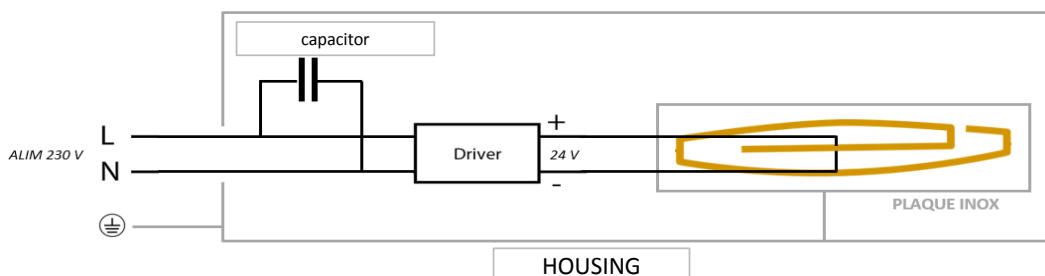 capacitor
L
ALIM 230 V
N
Driver
+
24 V
-
PLAQUE INOX
HOUSING